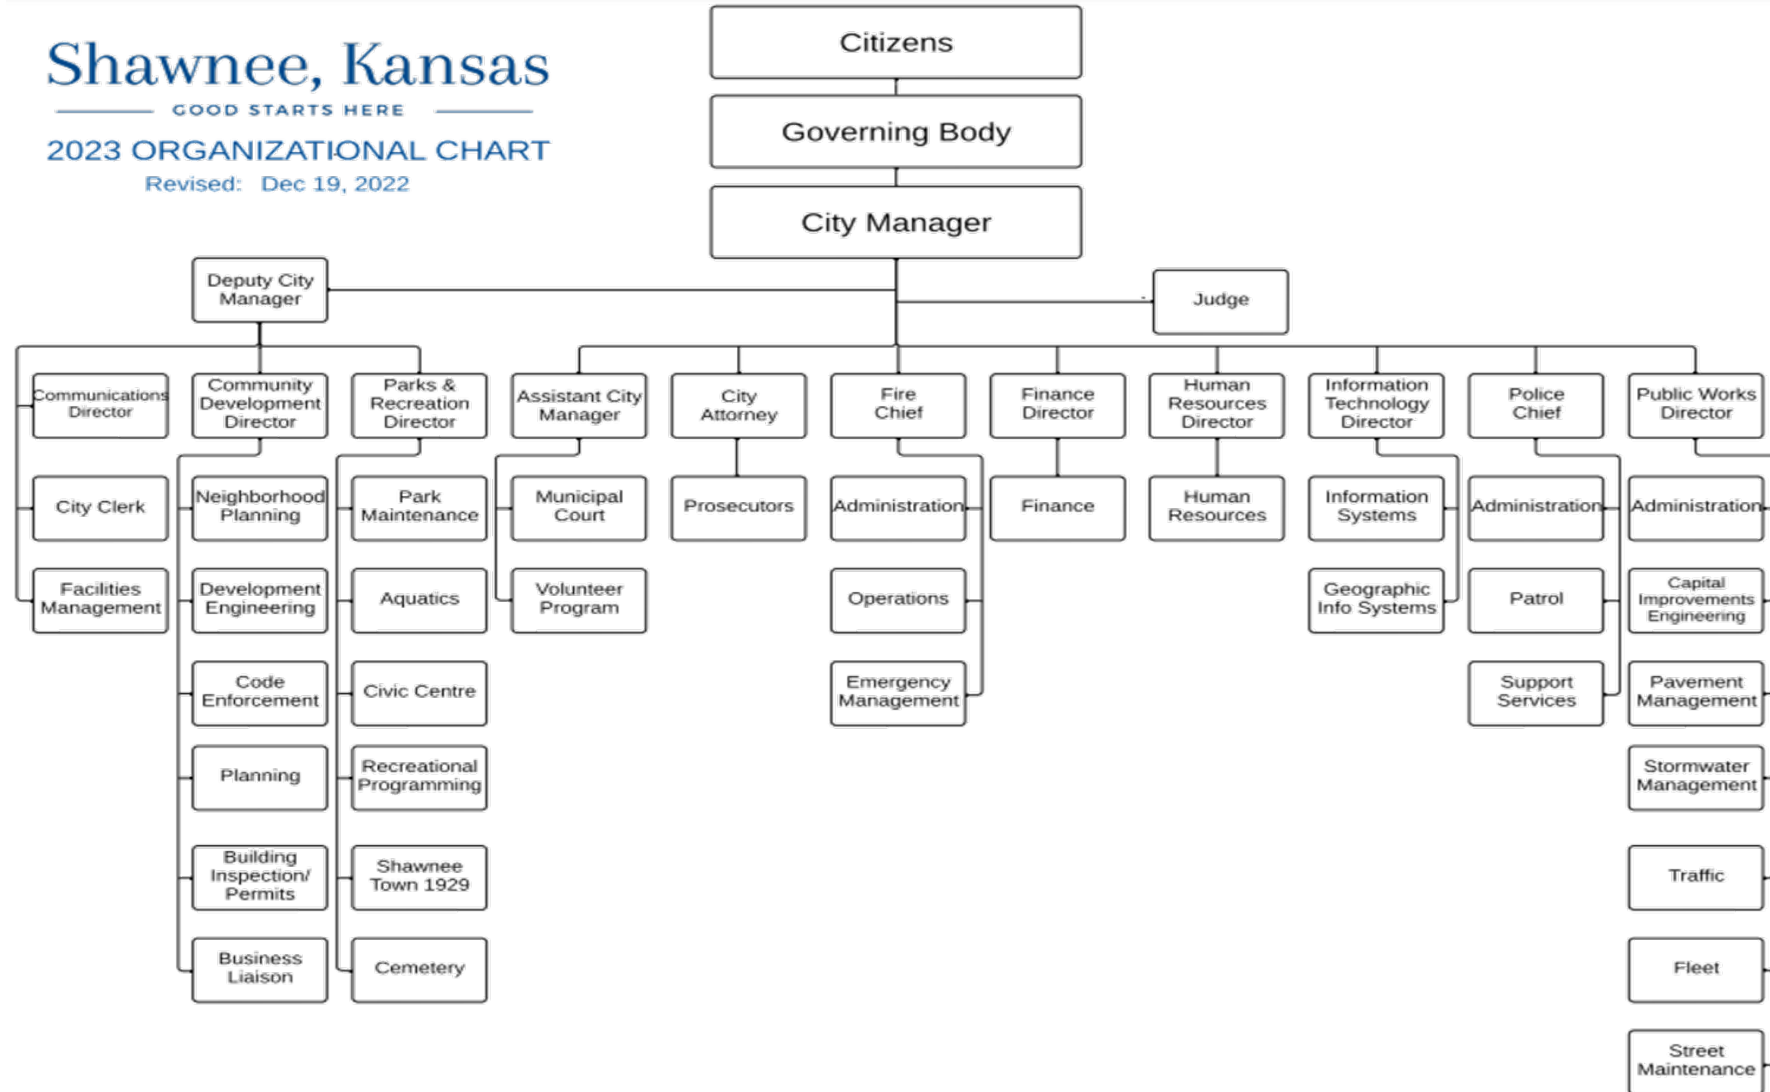 Shawnee, Kansas
GOOD STARTS HERE
2023 ORGANIZATIONAL CHART
Revised: Dec 19, 2022
Citizens
Governing Body
City Manager
Deputy City
Manager
Judge
Communications
Director
Community
Development
Director
Parks &
Recreation
Director
Assistant City
Manager
City
Attorney
Fire
Chief
Finance
Director
Human
Resources
Director
Information
Technology
Director
Police
Chief
Public Works
Director
City Clerk
Neighborhood
Planning
Park
Maintenance
Municipal
Court
Prosecutors
Administration
Finance
Human
Resources
Information
Systems
Administration
Administration
Facilities
Management
Development
Engineering
Aquatics
Volunteer
Program
Operations
Geographic
Info Systems
Patrol
Capital
Improvements
Engineering
Code
Enforcement
Civic Centre
Emergency
Management
Support
Services
Pavement
Management
Planning
Recreational
Programming
Stormwater
Management
Building
Inspection/
Permits
Shawnee
Town 1929
Traffic
Business
Liaison
Cemetery
Fleet
Street
Maintenance